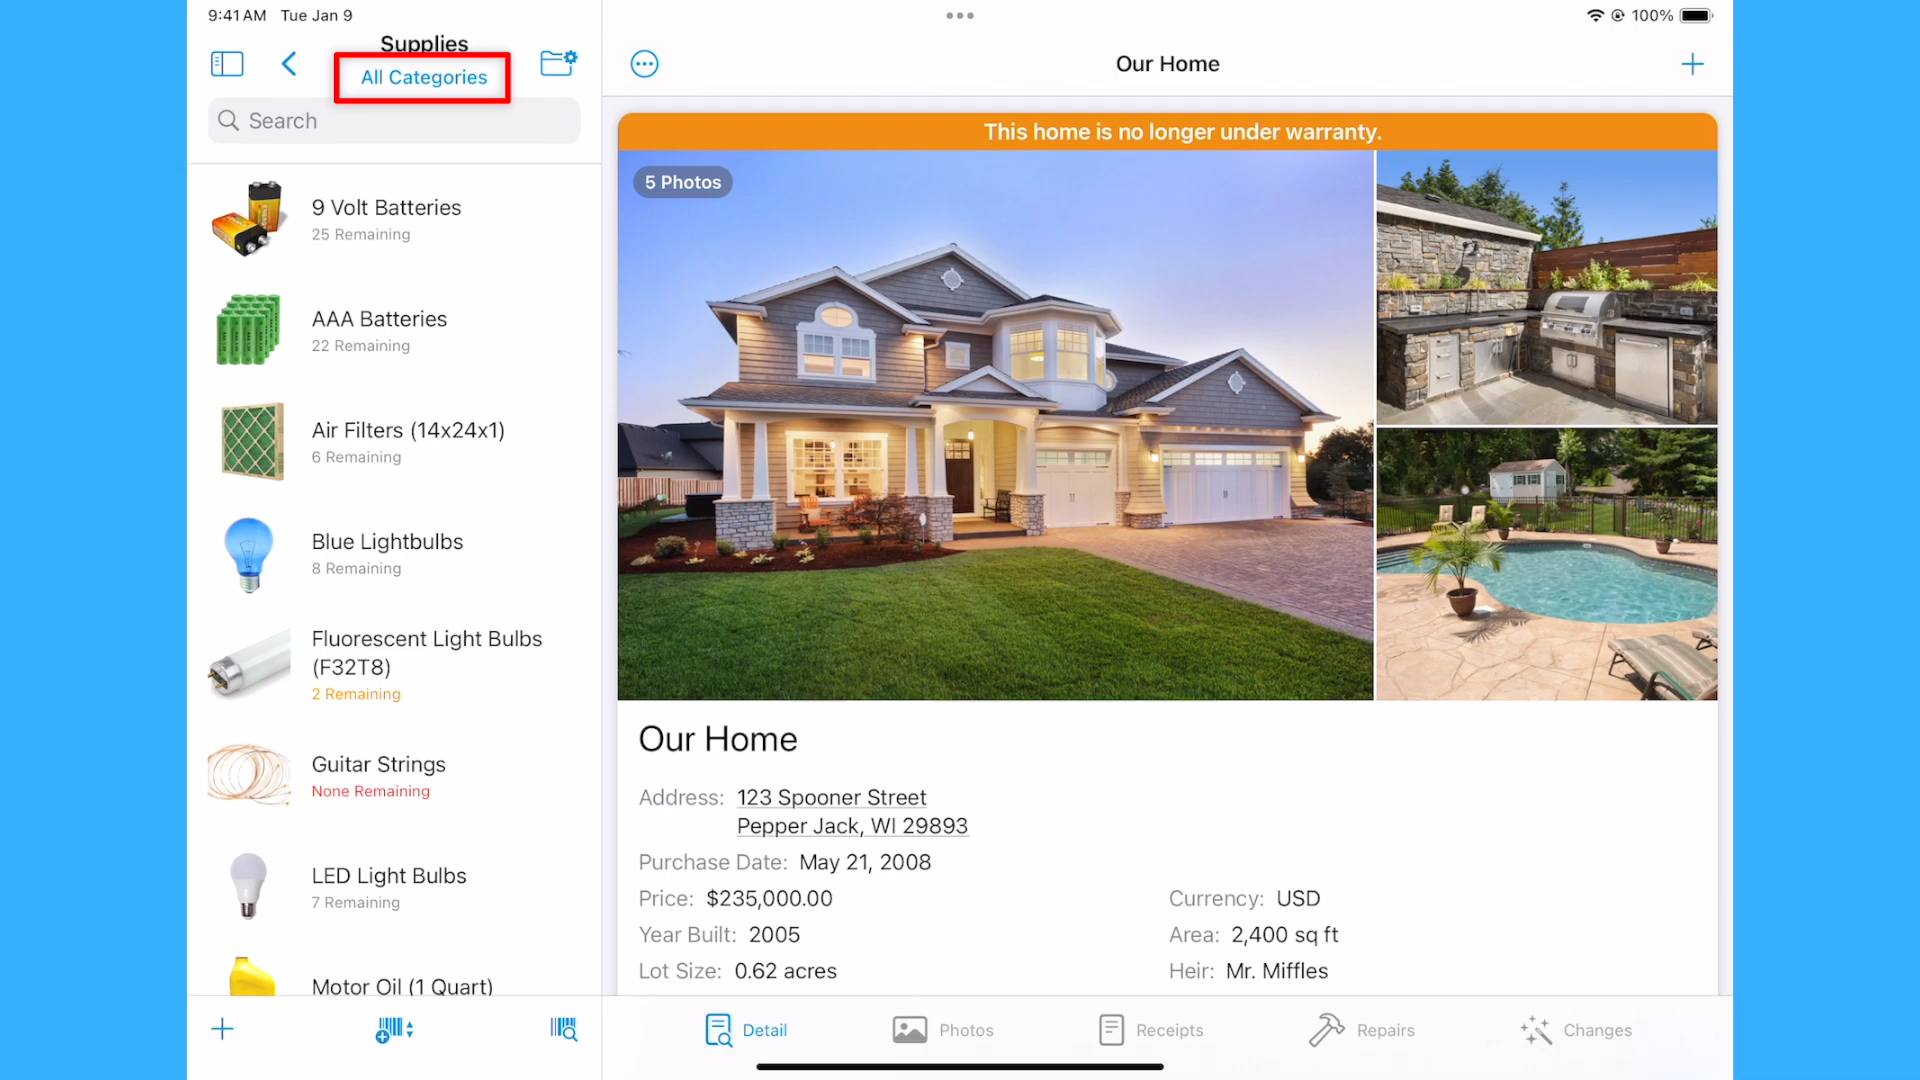 9:41 AM Tue Jan 9
100%
Supplies
All Categories
Search
9 Volt Batteries
25 Remaining
AAA Batteries
22 Remaining
Air Filters (14x24x1)
6 Remaining
Blue Lightbulbs
8 Remaining
Fluorescent Light Bulbs
(F32T8)
2 Remaining
Guitar Strings
None Remaining
LED Light Bulbs
7 Remaining
Motor Oil (1 Quart)
Our Home
This home is no longer under warranty.
5 Photos
Our Home
Address: 123 Spooner Street
Pepper Jack, WI 29893
Purchase Date: May 21, 2008
Price: $235,000.00
Currency: USD
Year Built: 2005
Area: 2,400 sq ft
Lot Size: 0.62 acres
Heir: Mr. Miffles
Detail
Photos
Receipts
Repairs
Changes